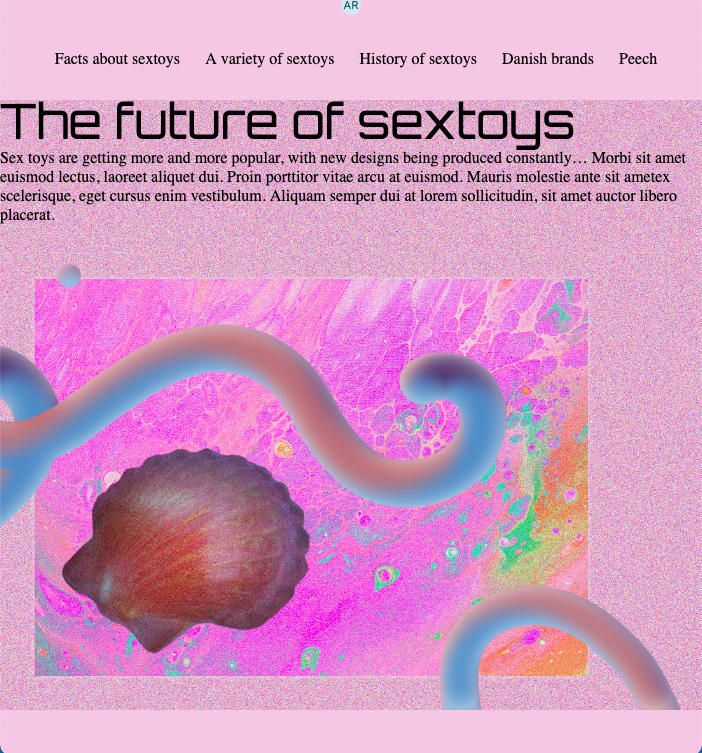 AR
Facts about sextoys A variety of sextoys History of sextoys Danish brands Peech
The future of sextoys
Sex toys are getting more and more popular, with new designs being produced constantly… Morbi sit amet
euismod lectus, laoreet aliquet dui. Proin porttitor vitae arcu at euismod. Mauris molestie ante sit ametex
scelerisque, eget cursus enim vestibulum. Aliquam semper dui at lorem sollicitudin, sit amet auctor libero
placerat.